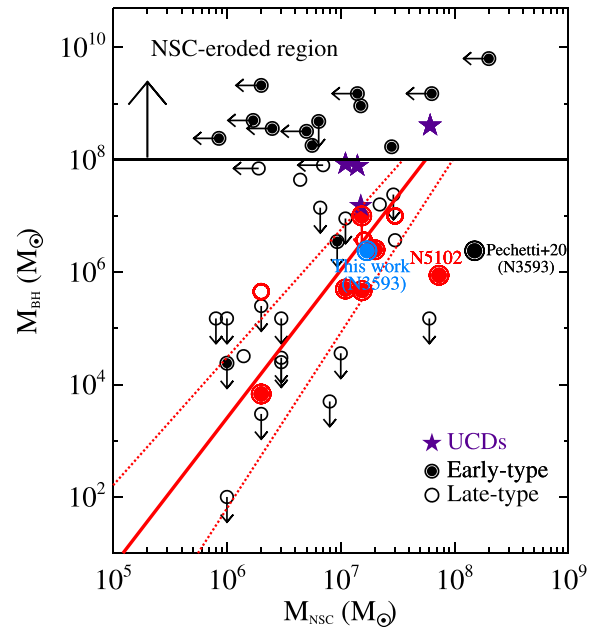 NSC-eroded region
10^10
10^8
10^6
10^4
10^2
M_BH (M_⊙)
N5102
Pechetti+20
(N3593)
This work
(N3593)
UCDs
Early-type
Late-type
10^5
10^6
10^7
10^8
10^9
M_NSC (M_⊙)